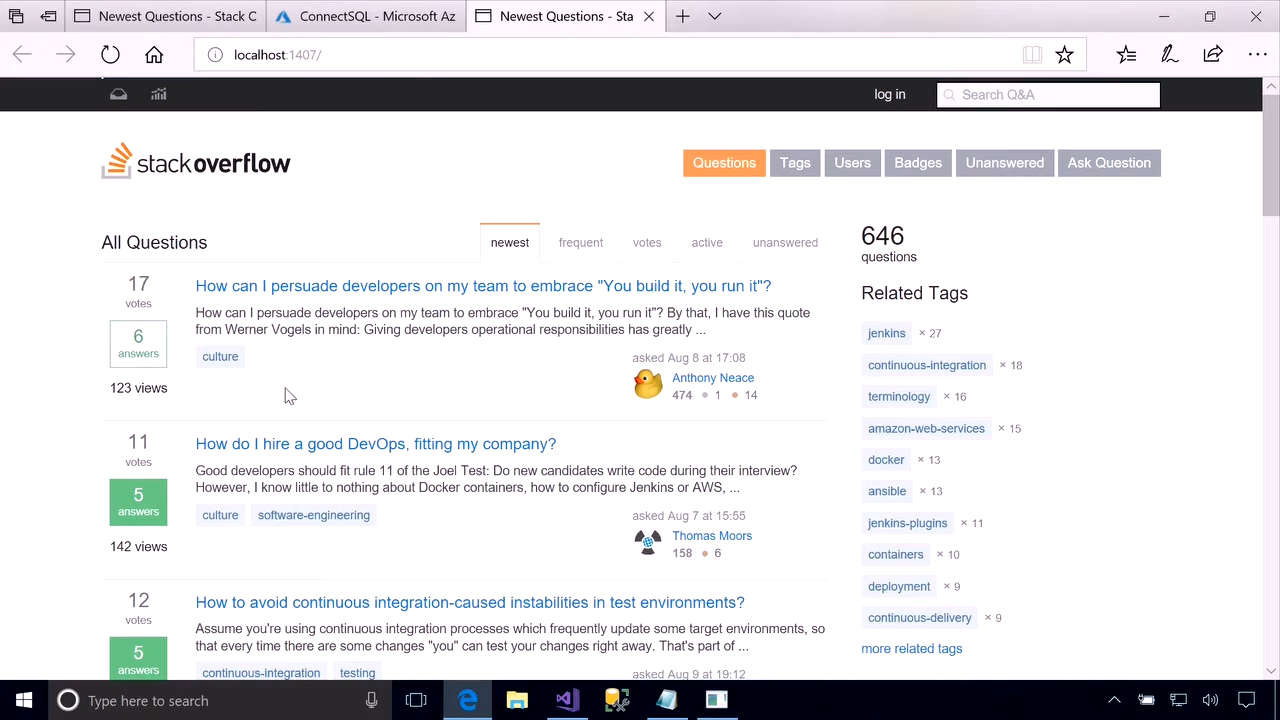 Newest Questions - Stack C
ConnectSQL - Microsoft Az
Newest Questions - Sta
localhost:1407/
log in
Search Q&A
stackoverflow
Questions
Tags
Users
Badges
Unanswered
Ask Question
All Questions
newest
frequent
votes
active
unanswered
17
votes
6
answers
123 views
How can I persuade developers on my team to embrace "You build it, you run it"?
How can I persuade developers on my team to embrace "You build it, you run it"? By that, I have this quote
from Werner Vogels in mind: Giving developers operational responsibilities has greatly ...
culture
asked Aug 8 at 17:08
Anthony Neace
474 ● 1 ● 14
11
votes
5
answers
142 views
How do I hire a good DevOps, fitting my company?
Good developers should fit rule 11 of the Joel Test: Do new candidates write code during their interview?
However, I know little to nothing about Docker containers, how to configure Jenkins or AWS, ...
culture
software-engineering
asked Aug 7 at 15:55
Thomas Moors
158 ● 6
12
votes
5
answers
How to avoid continuous integration-caused instabilities in test environments?
Assume you're using continuous integration processes which frequently update some target environments, so
that every time there are some changes "you" can test your changes right away. That's part of ...
continuous-integration
testing
asked Aug 9 at 19:12
646
questions
Related Tags
jenkins × 27
continuous-integration × 18
terminology × 16
amazon-web-services × 15
docker × 13
ansible × 13
jenkins-plugins × 11
containers × 10
deployment × 9
continuous-delivery × 9
more related tags
Type here to search